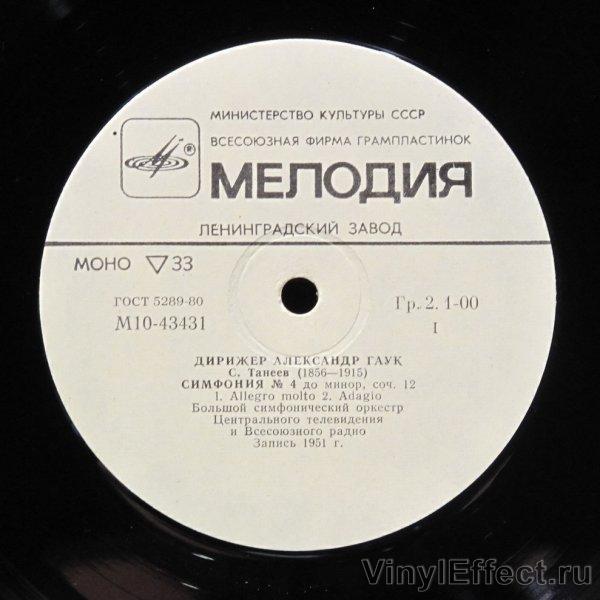 МИНИСТЕРСТВО КУЛЬТУРЫ СССР
ВСЕСОЮЗНАЯ ФИРМА ГРАМПЛАСТИНОК
®
МЕЛОДИЯ
ЛЕНИНГРАДСКИЙ ЗАВОД
МОНО ▽33
ГОСТ 5289-80
Гр. 2. 1-00
М10-43431
I
ДИРИЖЕР АЛЕКСАНДР ГАУК
С. Танеев (1856—1915)
СИМФОНИЯ № 4 до минор, соч. 12
1. Allegro molto 2. Adagio
Большой симфонический оркестр
Центрального телевидения
и Всесоюзного радио
Запись 1951 г.
VinylEffect.ru